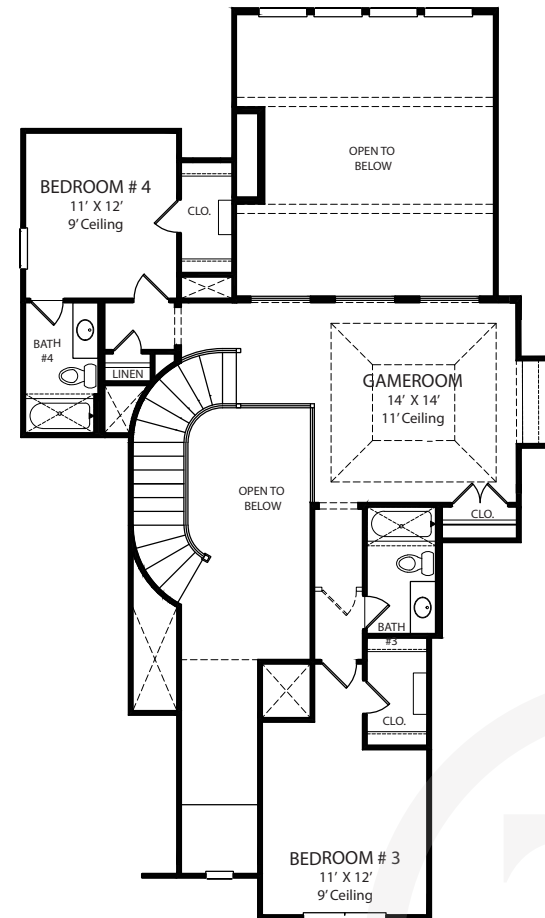 OPEN TO
BELOW
BEDROOM # 4
11' X 12'
9' Ceiling
CLO.
BATH
#4
LINEN
GAMEROOM
14' X 14'
11' Ceiling
OPEN TO
BELOW
CLO.
BATH
#3
CLO.
BEDROOM # 3
11' X 12'
9' Ceiling